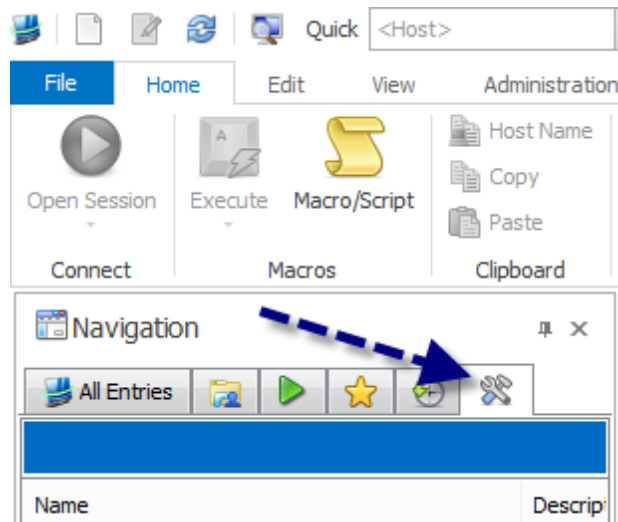 Quick <Host>
File Home Edit View Administration
Open Session Execute Macro/Script Host Name
Copy
Paste
Connect Macros Clipboard
Navigation
All Entries
Name Descrip